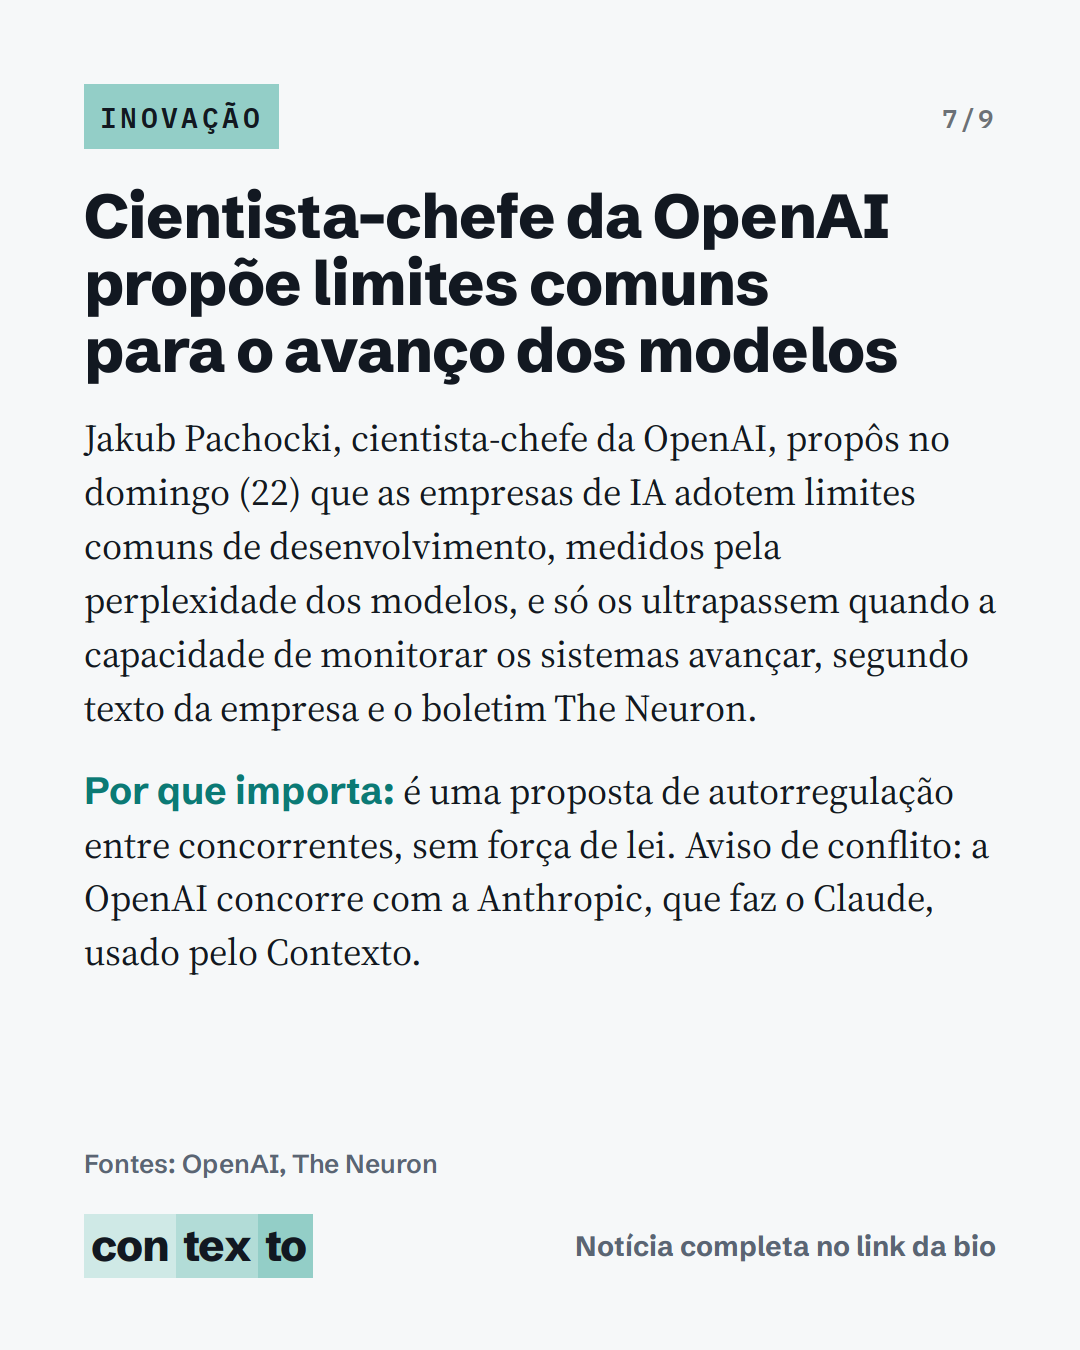 INOVAÇÃO
7/9
Cientista-chefe da OpenAI
propõe limites comuns
para o avanço dos modelos
Jakub Pachocki, cientista-chefe da OpenAI, propôs no
domingo (22) que as empresas de IA adotem limites
comuns de desenvolvimento, medidos pela
perplexidade dos modelos, e só os ultrapassem quando a
capacidade de monitorar os sistemas avançar, segundo
texto da empresa e o boletim The Neuron.
Por que importa: é uma proposta de autorregulação
entre concorrentes, sem força de lei. Aviso de conflito: a
OpenAI concorre com a Anthropic, que faz o Claude,
usado pelo Contexto.
Fontes: OpenAI, The Neuron
contexto
Notícia completa no link da bio